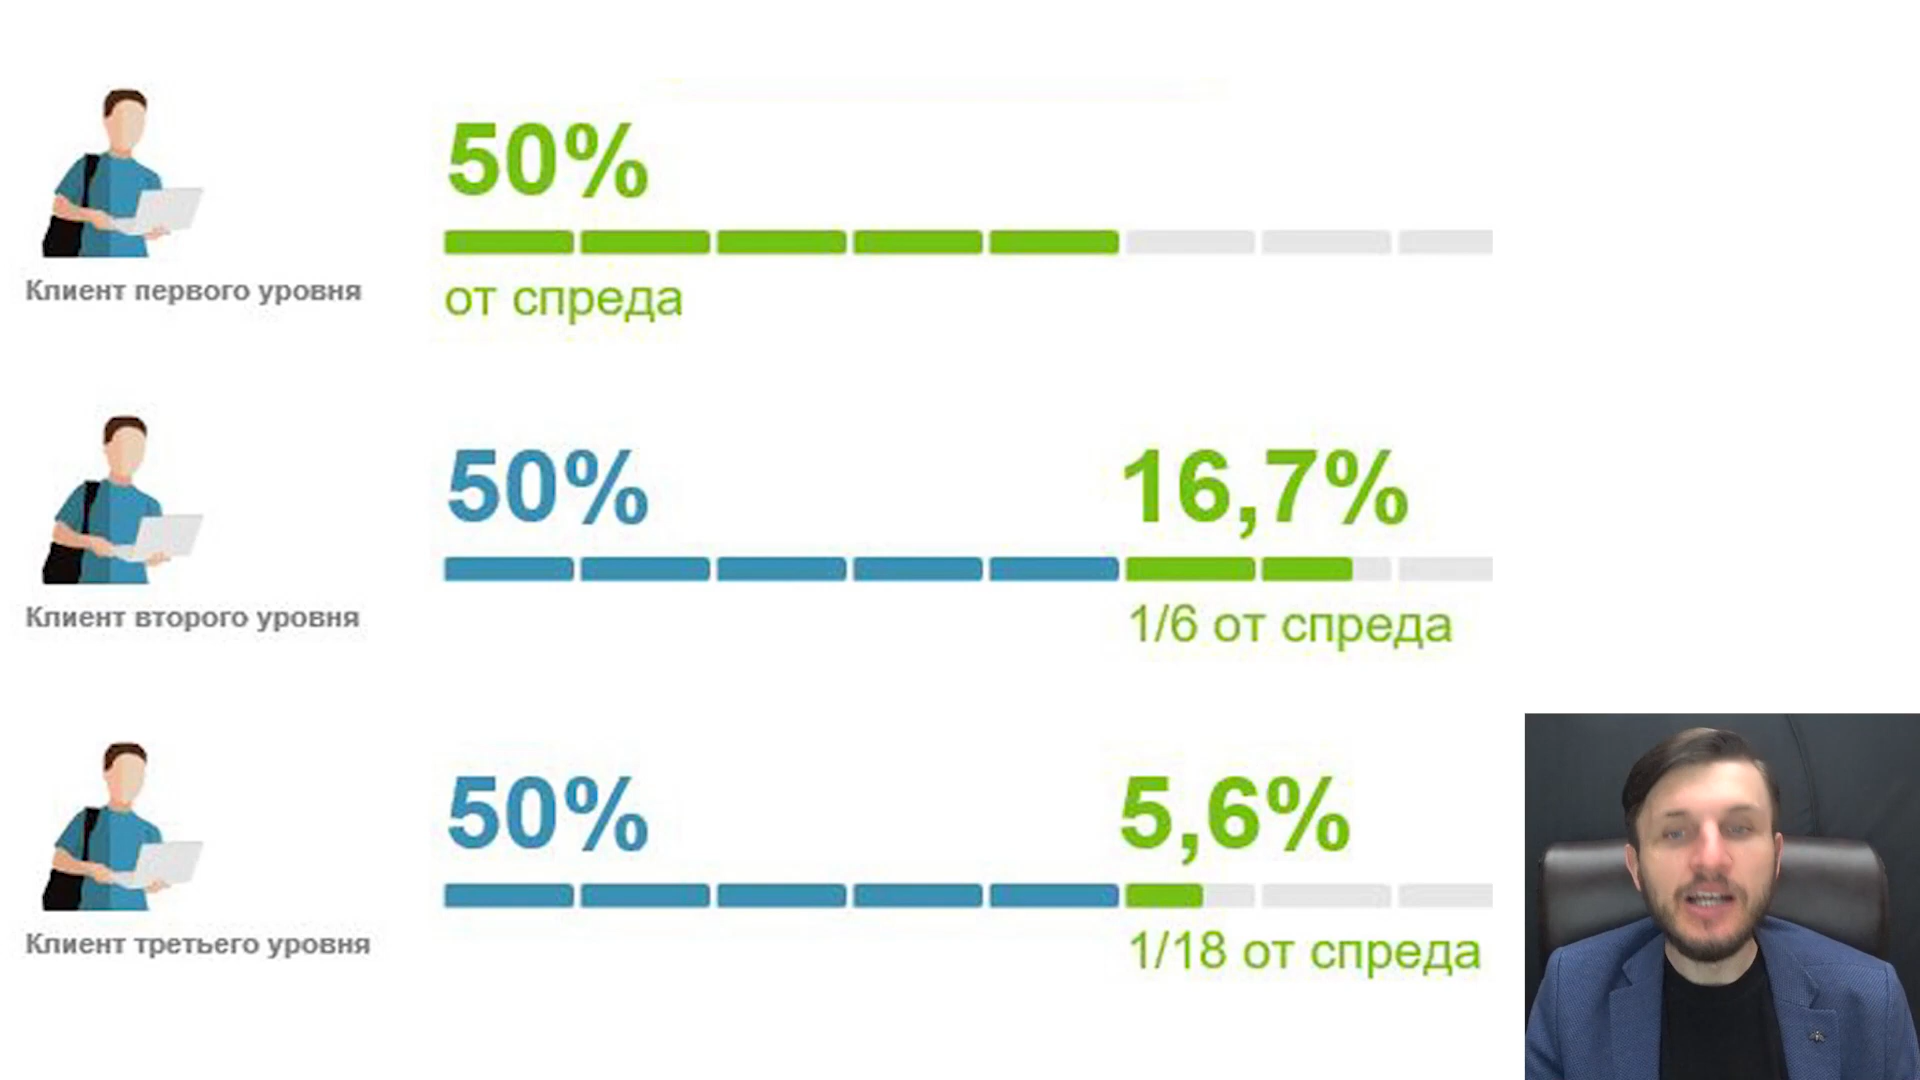 50%
Клиент первого уровня
от спреда
50%
16,7%
Клиент второго уровня
1/6 от спреда
50%
5,6%
Клиент третьего уровня
1/18 от спреда